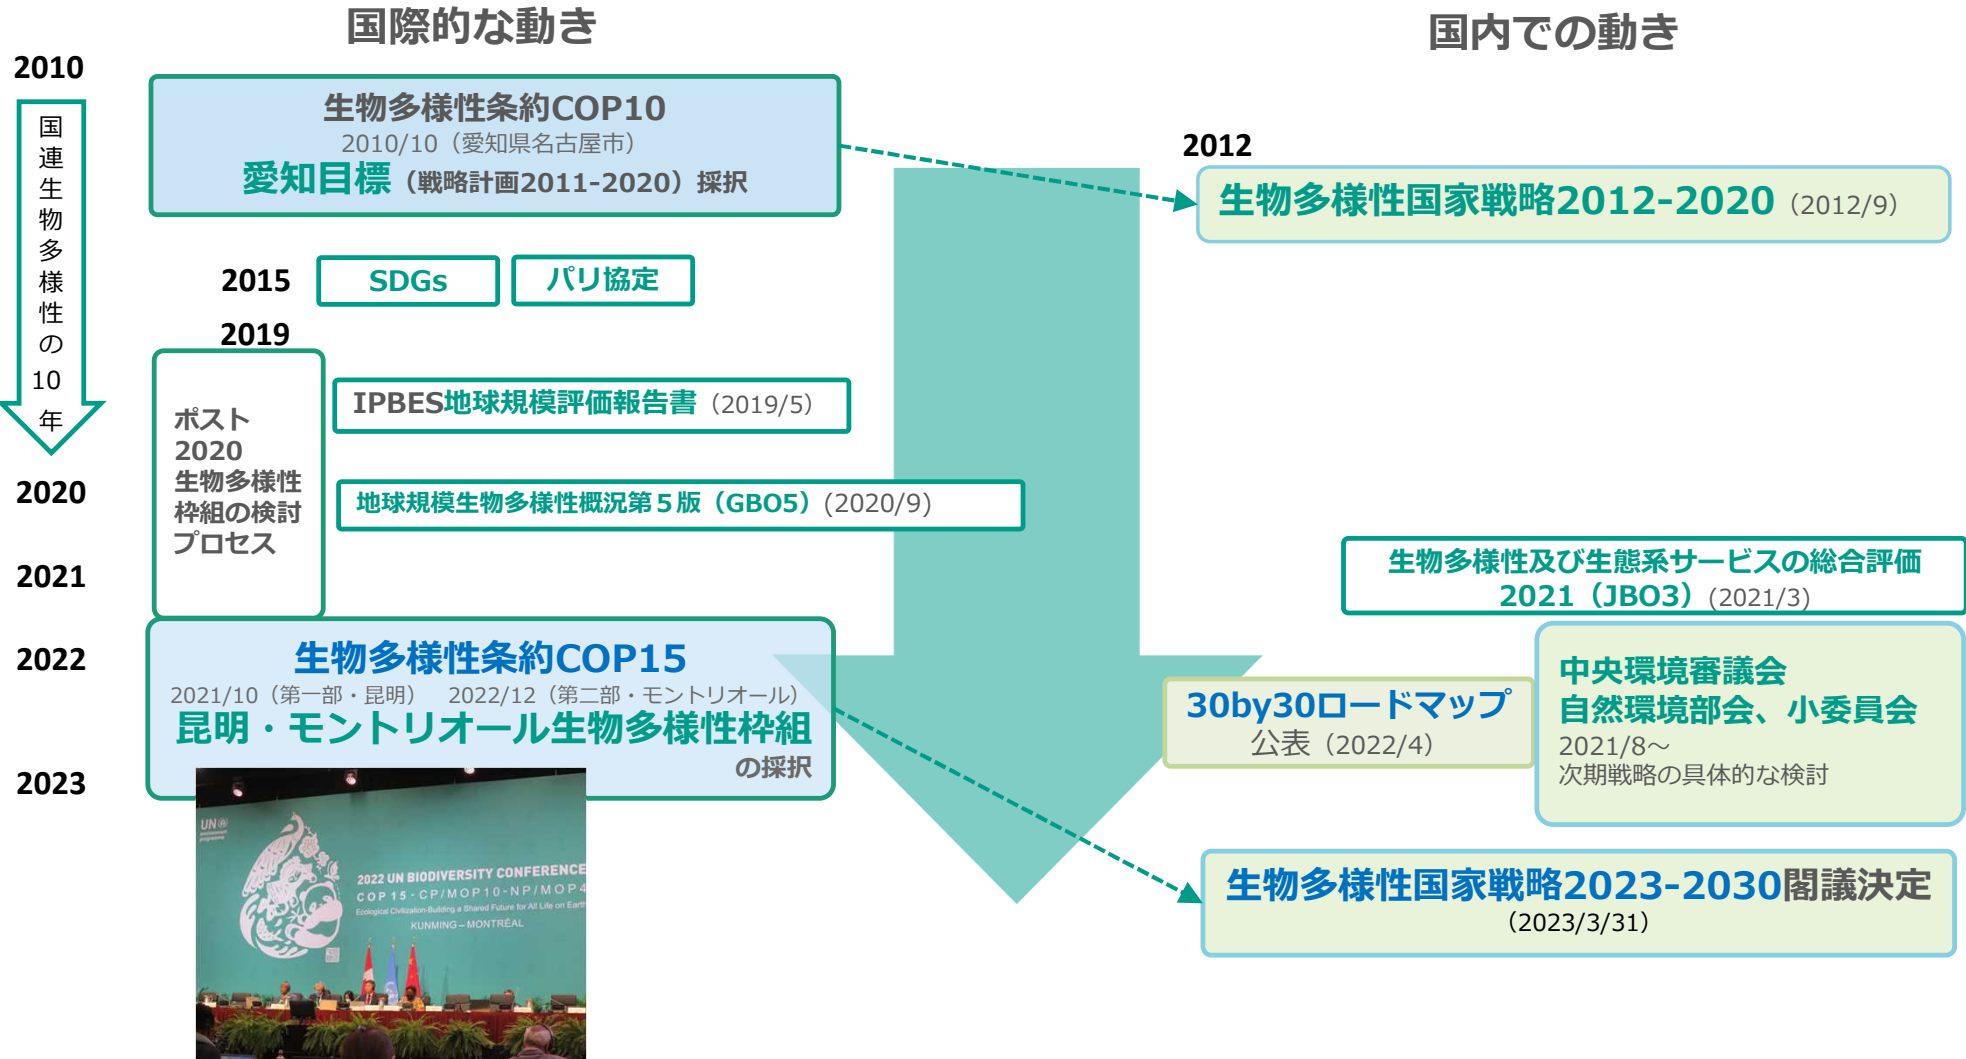 国際的な動き
国内での動き
2010
国連生物多様性の10年
生物多様性条約COP10
2010/10（愛知県名古屋市）
愛知目標（戦略計画2011-2020）採択
2012
生物多様性国家戦略2012-2020（2012/9）
2015
SDGs
パリ協定
2019
ポスト
2020
生物多様性
枠組の検討
プロセス
IPBES地球規模評価報告書（2019/5）
2020
地球規模生物多様性概況第５版（GBO5）(2020/9)
2021
生物多様性及び生態系サービスの総合評価
2021（JBO3）(2021/3)
2022
生物多様性条約COP15
2021/10（第一部・昆明）　2022/12（第二部・モントリオール）
昆明・モントリオール生物多様性枠組
の採択
30by30ロードマップ
公表（2022/4）
中央環境審議会
自然環境部会、小委員会
2021/8～
次期戦略の具体的な検討
2023
生物多様性国家戦略2023-2030閣議決定
（2023/3/31）
UN
2022 UN BIODIVERSITY CONFERENCE
COP15-CP/MOP10-NP/MOP4
Ecological Civilization-Building a Shared Future for All Life on Earth
KUNMING – MONTRÉAL